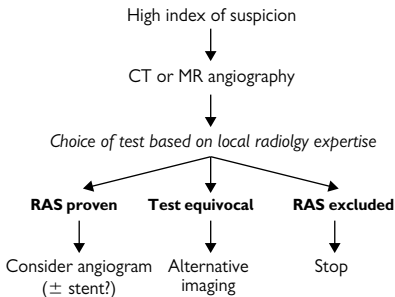 High index of suspicion
CT or MR angiography
Choice of test based on local radiolgy expertise
RAS proven
Test equivocal
RAS excluded
Consider angiogram
(± stent?)
Alternative
imaging
Stop